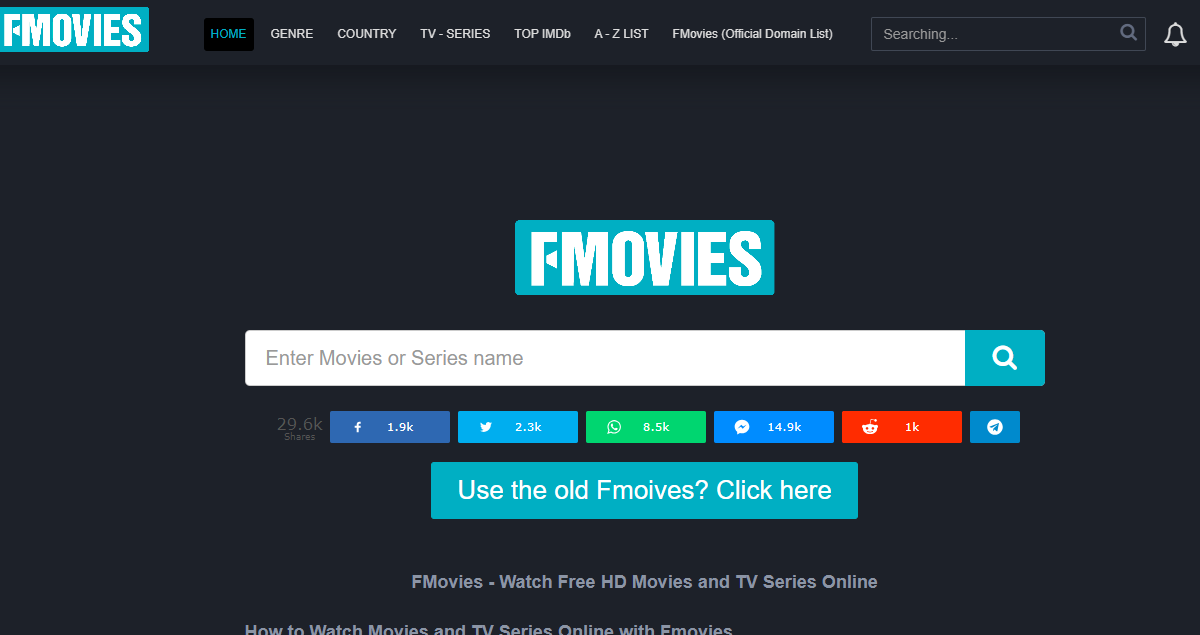 FMOVIES
HOME GENRE COUNTRY TV - SERIES TOP IMDb A - Z LIST FMovies (Official Domain List) Searching...
FMOVIES
Enter Movies or Series name
29.6k 1.9k 2.3k 8.5k 14.9k 1k
Shares
Use the old Fmoives? Click here
FMovies - Watch Free HD Movies and TV Series Online
How to Watch Movies and TV Series Online with Fmovies